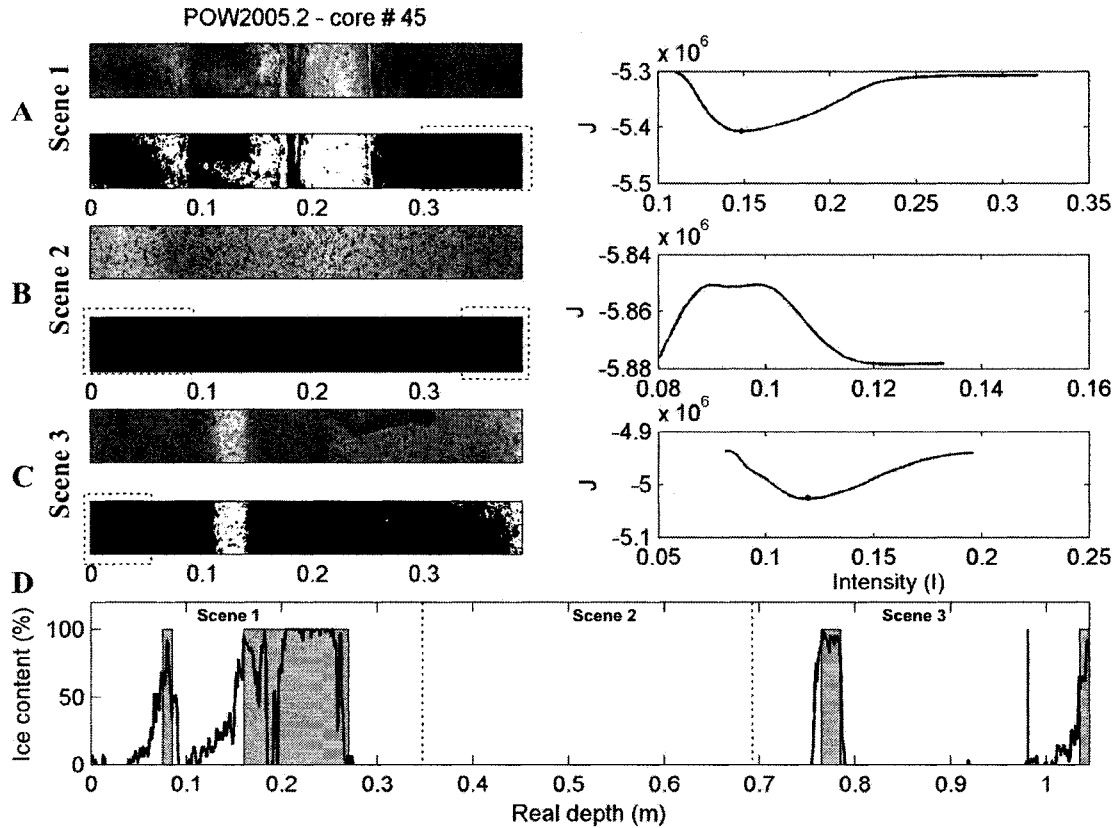 POW2005.2 - core # 45
A
Scene 1
0 0.1 0.2 0.3
x 10^6
-5.3
-5.4
-5.5
J
0.1 0.15 0.2 0.25 0.3 0.35
B
Scene 2
0 0.1 0.2 0.3
x 10^6
-5.84
-5.86
-5.88
J
0.08 0.1 0.12 0.14 0.16
C
Scene 3
0 0.1 0.2 0.3
x 10^6
-4.9
-5
-5.1
J
0.05 0.1 0.15 0.2 0.25
Intensity (I)
D
Scene 1 Scene 2 Scene 3
Ice content (%)
100
50
0
0 0.1 0.2 0.3 0.4 0.5 0.6 0.7 0.8 0.9 1
Real depth (m)